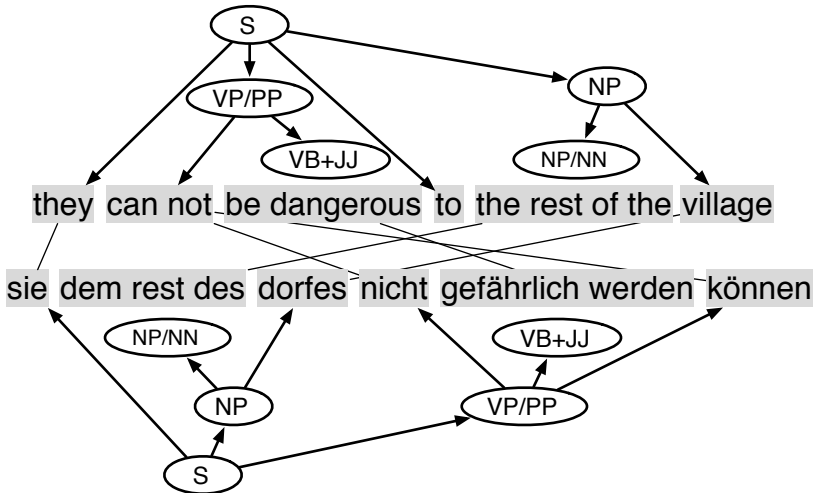 S
VP/PP
NP
VB+JJ
NP/NN
they can not be dangerous to the rest of the village
sie dem rest des dorfes nicht gefährlich werden können
NP/NN
VB+JJ
NP
VP/PP
S